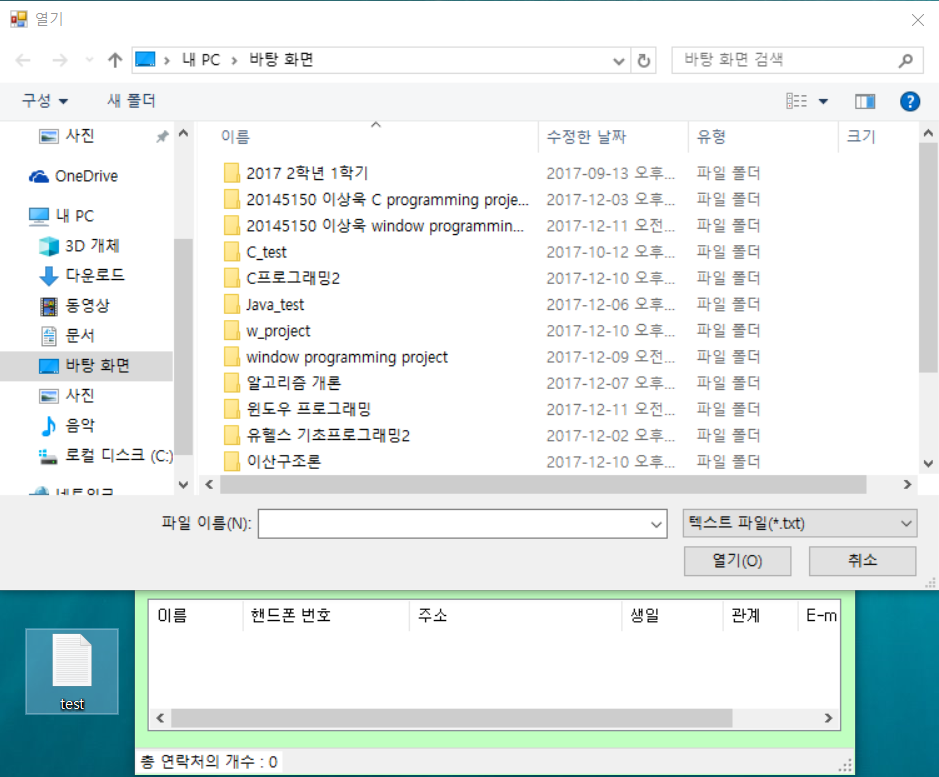 열기
내 PC > 바탕 화면
바탕 화면 검색
구성
새 폴더
사진
OneDrive
내 PC
3D 개체
다운로드
동영상
문서
바탕 화면
사진
음악
로컬 디스크 (C:)
네트워크
이름 수정한 날짜 유형 크기
2017 2학년 1학기 2017-09-13 오후... 파일 폴더
20145150 이상욱 C programming proje... 2017-12-03 오후... 파일 폴더
20145150 이상욱 window programmin... 2017-12-11 오전... 파일 폴더
C_test 2017-10-12 오후... 파일 폴더
C프로그래밍2 2017-12-10 오후... 파일 폴더
Java_test 2017-12-06 오후... 파일 폴더
w_project 2017-12-10 오후... 파일 폴더
window programming project 2017-12-09 오전... 파일 폴더
알고리즘 개론 2017-12-07 오후... 파일 폴더
윈도우 프로그래밍 2017-12-11 오전... 파일 폴더
유헬스 기초프로그래밍2 2017-12-02 오후... 파일 폴더
이산구조론 2017-12-10 오후... 파일 폴더
파일 이름(N):
텍스트 파일(*.txt)
열기(O)
취소
이름 핸드폰 번호 주소 생일 관계 E-m
test
총 연락처의 개수 : 0